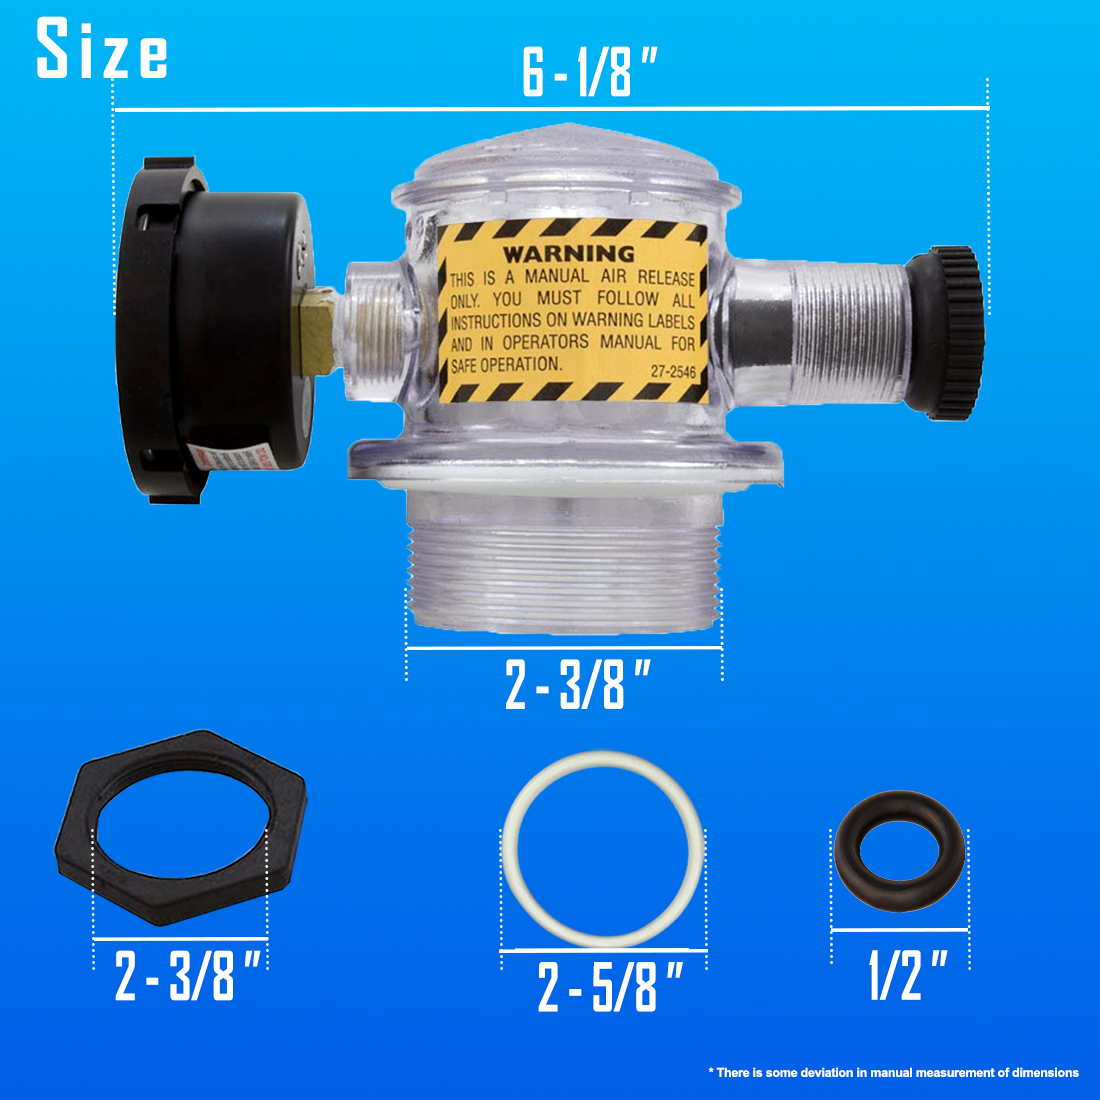 Size
6 - 1/8"
WARNING
THIS IS A MANUAL AIR RELEASE
ONLY. YOU MUST FOLLOW ALL
INSTRUCTIONS ON WARNING LABELS
AND IN OPERATORS MANUAL FOR
SAFE OPERATION.
27-2546
2 - 3/8"
2 - 3/8"
2 - 5/8"
1/2"
* There is some deviation in manual measurement of dimensions